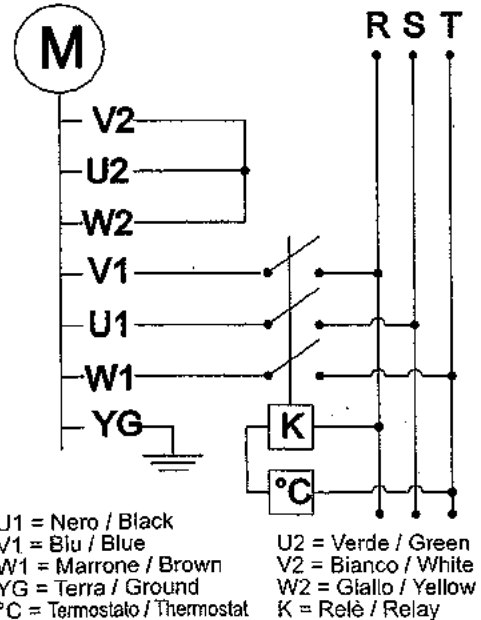 M
R S T
V2
U2
W2
V1
U1
W1
YG
K
°C
U1 = Nero / Black
V1 = Blu / Blue
W1 = Marrone / Brown
YG = Terra / Ground
°C = Termostato / Thermostat
U2 = Verde / Green
V2 = Bianco / White
W2 = Giallo / Yellow
K = Relè / Relay